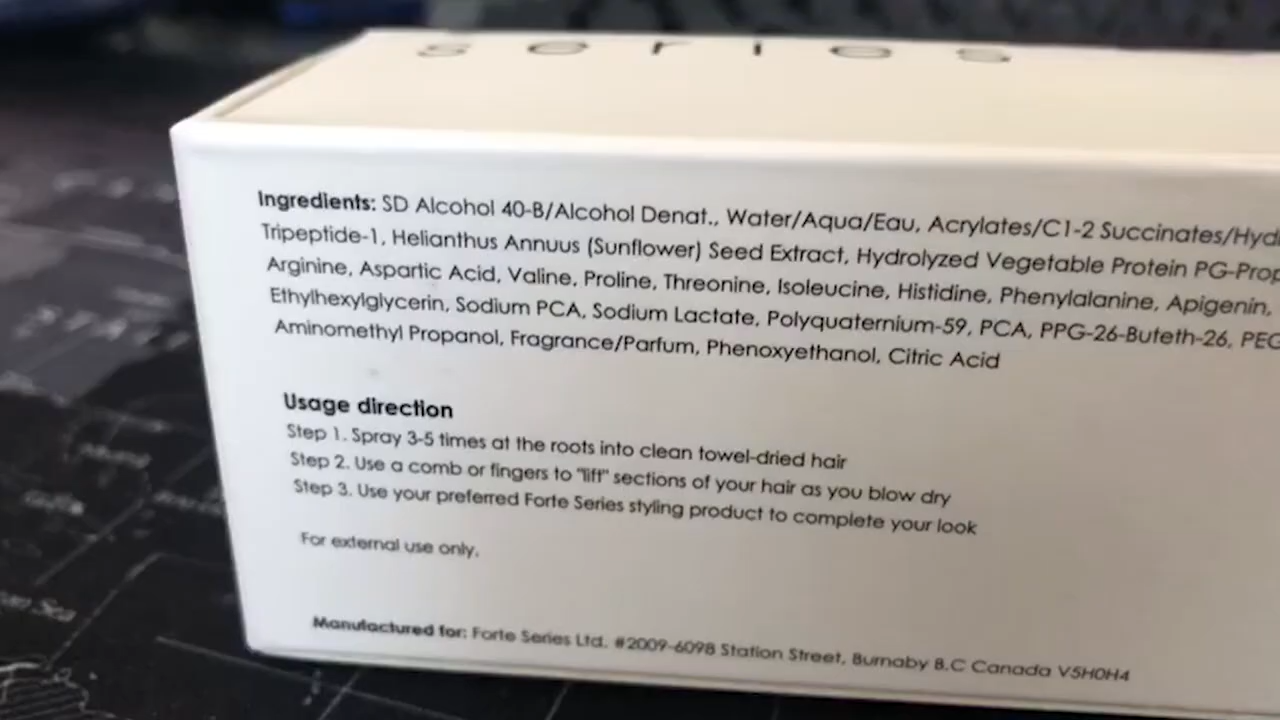 series
Ingredients: SD Alcohol 40-B/Alcohol Denat., Water/Aqua/Eau, Acrylates/C1-2 Succinates/Hyd
Tripeptide-1, Helianthus Annuus (Sunflower) Seed Extract, Hydrolyzed Vegetable Protein PG-Prop
Arginine, Aspartic Acid, Valine, Proline, Threonine, Isoleucine, Histidine, Phenylalanine, Apigenin,
Ethylhexylglycerin, Sodium PCA, Sodium Lactate, Polyquaternium-59, PCA, PPG-26-Buteth-26, PEG
Aminomethyl Propanol, Fragrance/Parfum, Phenoxyethanol, Citric Acid
Usage direction
Step 1. Spray 3-5 times at the roots into clean towel-dried hair
Step 2. Use a comb or fingers to "lift" sections of your hair as you blow dry
Step 3. Use your preferred Forte Series styling product to complete your look
For external use only.
Manufactured for: Forte Series Ltd. #2009-6098 Station Street, Burnaby B.C Canada V5H0H4